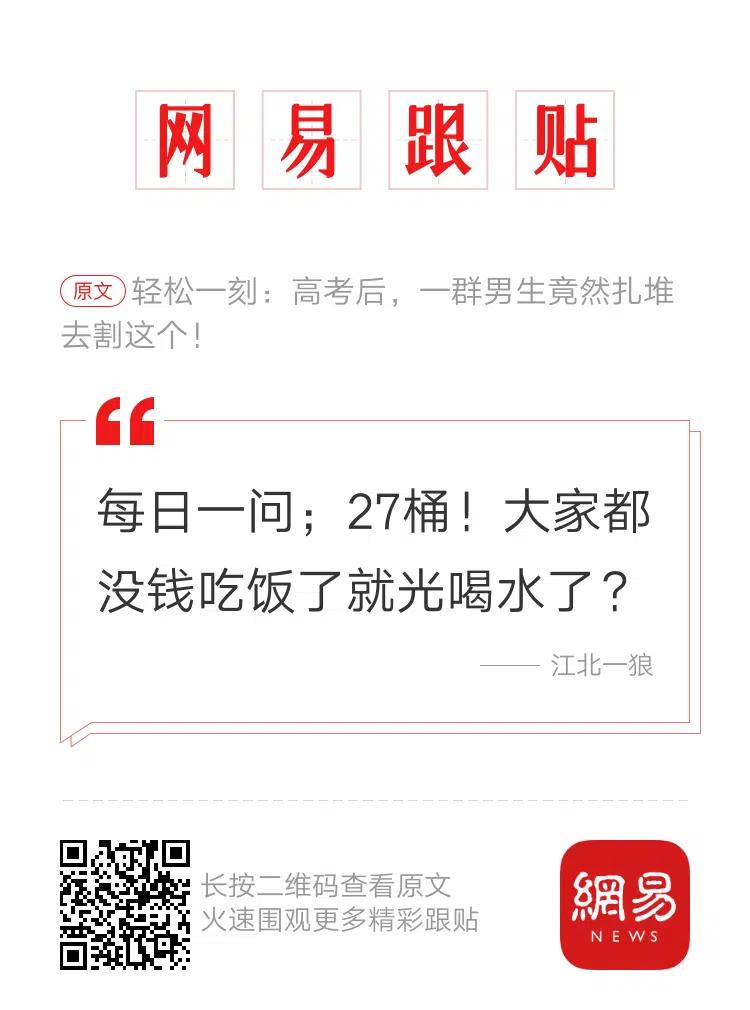 网易跟贴
原文 轻松一刻：高考后，一群男生竟然扎堆
去割这个！
每日一问；27桶！大家都
没钱吃饭了就光喝水了？
—— 江北一狼
长按二维码查看原文
火速围观更多精彩跟贴
網易
NEWS